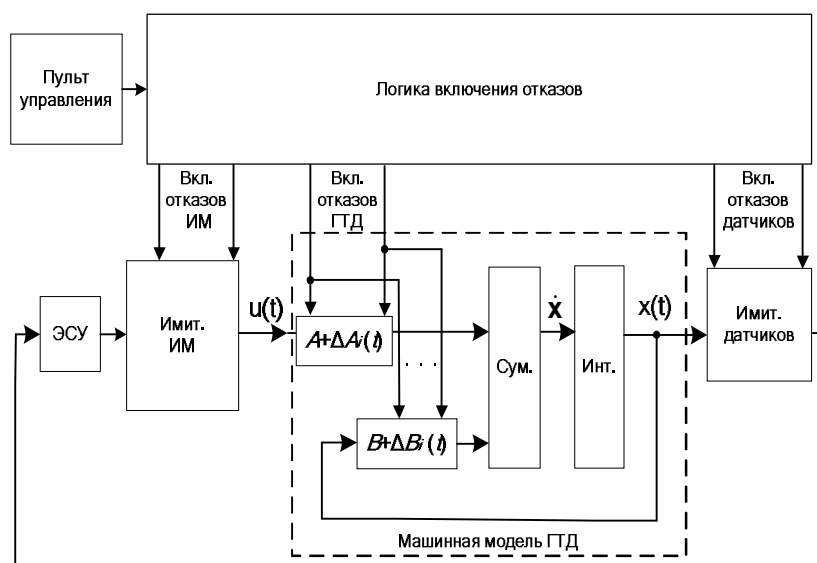 Пульт
управления
Логика включения отказов
Вкл.
отказов
ИМ
Вкл.
отказов
ГТД
Вкл.
отказов
датчиков
ЭСУ
Имит.
ИМ
u(t)
A+ΔAi(t)
. . .
B+ΔBi(t)
Сум.
ẋ
Инт.
x(t)
Имит.
датчиков
Машинная модель ГТД